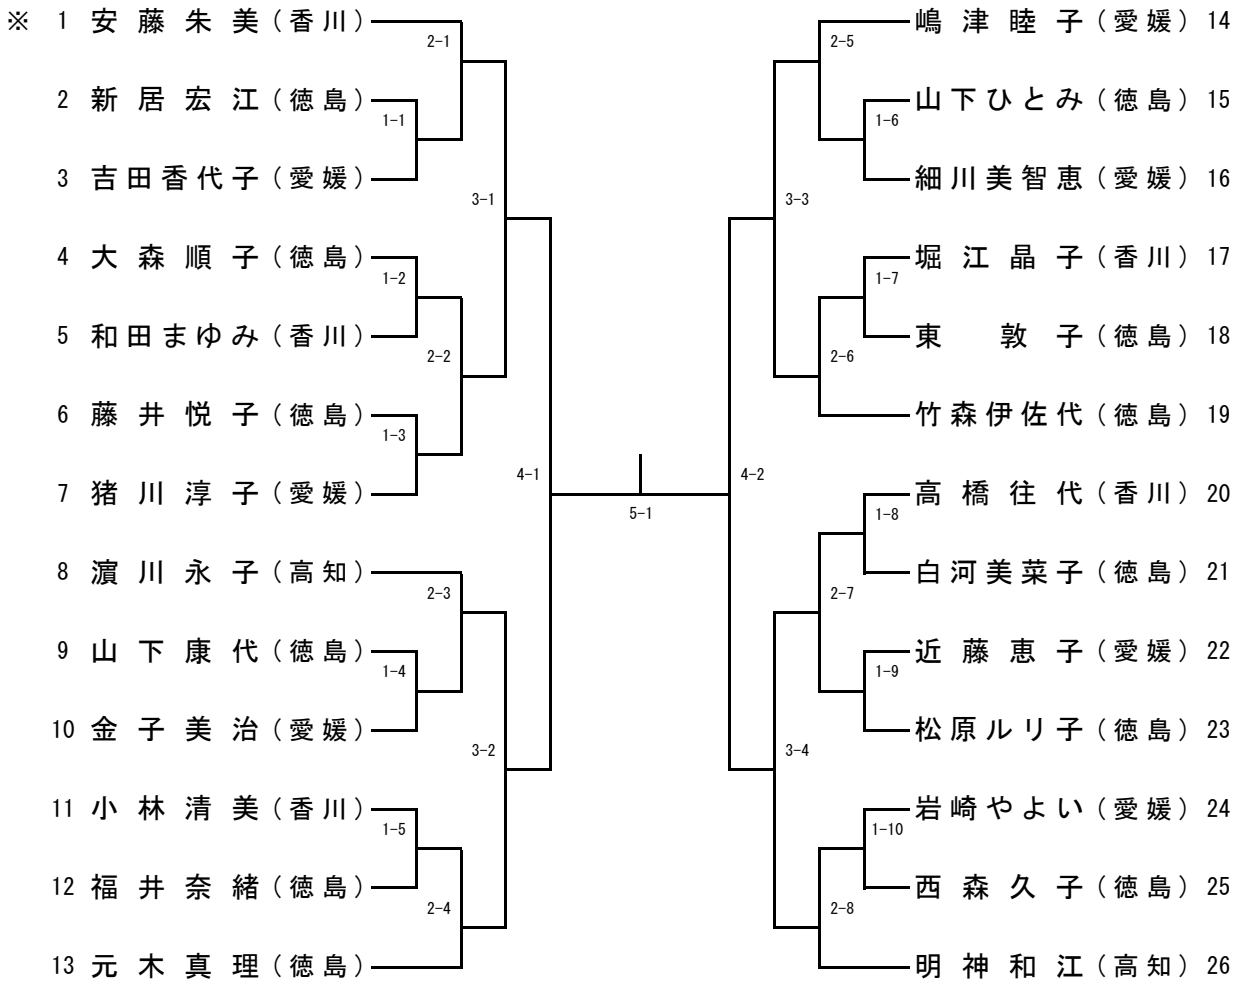 ※ 1 安藤朱美（香川）
2-1
2 新居宏江（徳島）
1-1
3 吉田香代子（愛媛）
3-1
4 大森順子（徳島）
1-2
5 和田まゆみ（香川）
2-2
6 藤井悦子（徳島）
1-3
7 猪川淳子（愛媛）
4-1
8 濵川永子（高知）
2-3
9 山下康代（徳島）
1-4
10 金子美治（愛媛）
3-2
11 小林清美（香川）
1-5
12 福井奈緒（徳島）
2-4
13 元木真理（徳島）
5-1
嶋津睦子（愛媛） 14
2-5
山下ひとみ（徳島） 15
1-6
細川美智恵（愛媛） 16
3-3
堀江晶子（香川） 17
1-7
東敦子（徳島） 18
2-6
竹森伊佐代（徳島） 19
4-2
高橋往代（香川） 20
1-8
白河美菜子（徳島） 21
2-7
近藤恵子（愛媛） 22
1-9
松原ルリ子（徳島） 23
3-4
岩崎やよい（愛媛） 24
1-10
西森久子（徳島） 25
2-8
明神和江（高知） 26